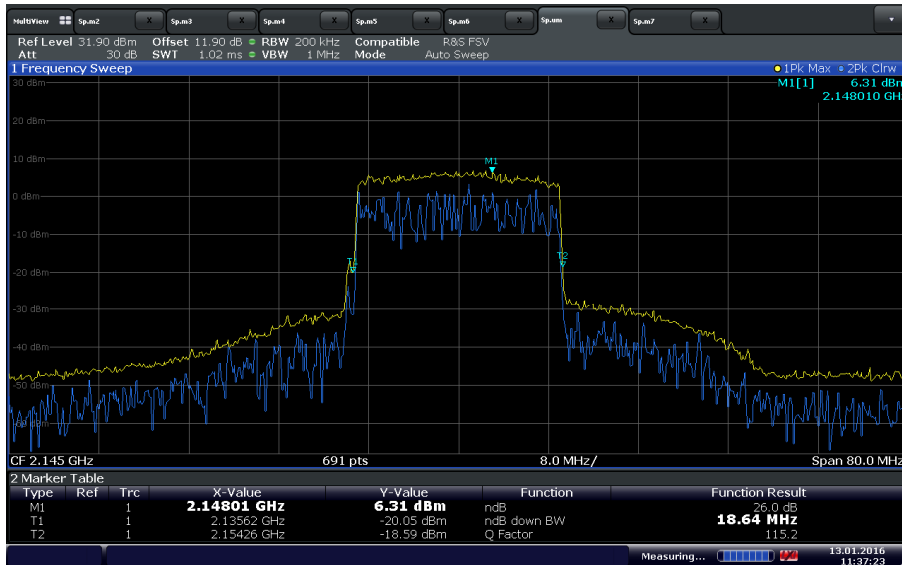 MultiView Sp.m2 X Sp.m3 X Sp.m4 X Sp.m5 X Sp.m6 X Sp.um X Sp.m7 X
Ref Level 31.90 dBm Offset 11.90 dB RBW 200 kHz Compatible R&S FSV
Att 30 dB SWT 1.02 ms VBW 1 MHz Mode Auto Sweep
1 Frequency Sweep 1Pk Max 2Pk Clrw
30 dBm M1[1] 6.31 dBm
2.148010 GHz
20 dBm
10 dBm
M1
0 dBm
-10 dBm
T2
-20 dBm
-30 dBm
-40 dBm
-50 dBm
-60 dBm
CF 2.145 GHz 691 pts 8.0 MHz/ Span 80.0 MHz
2 Marker Table
Type Ref Trc X-Value Y-Value Function Function Result
M1 1 2.14801 GHz 6.31 dBm ndB 26.0 dB
T1 1 2.13562 GHz -20.05 dBm ndB down BW 18.64 MHz
T2 1 2.15426 GHz -18.59 dBm Q Factor 115.2
Measuring... 13.01.2016
11:37:23